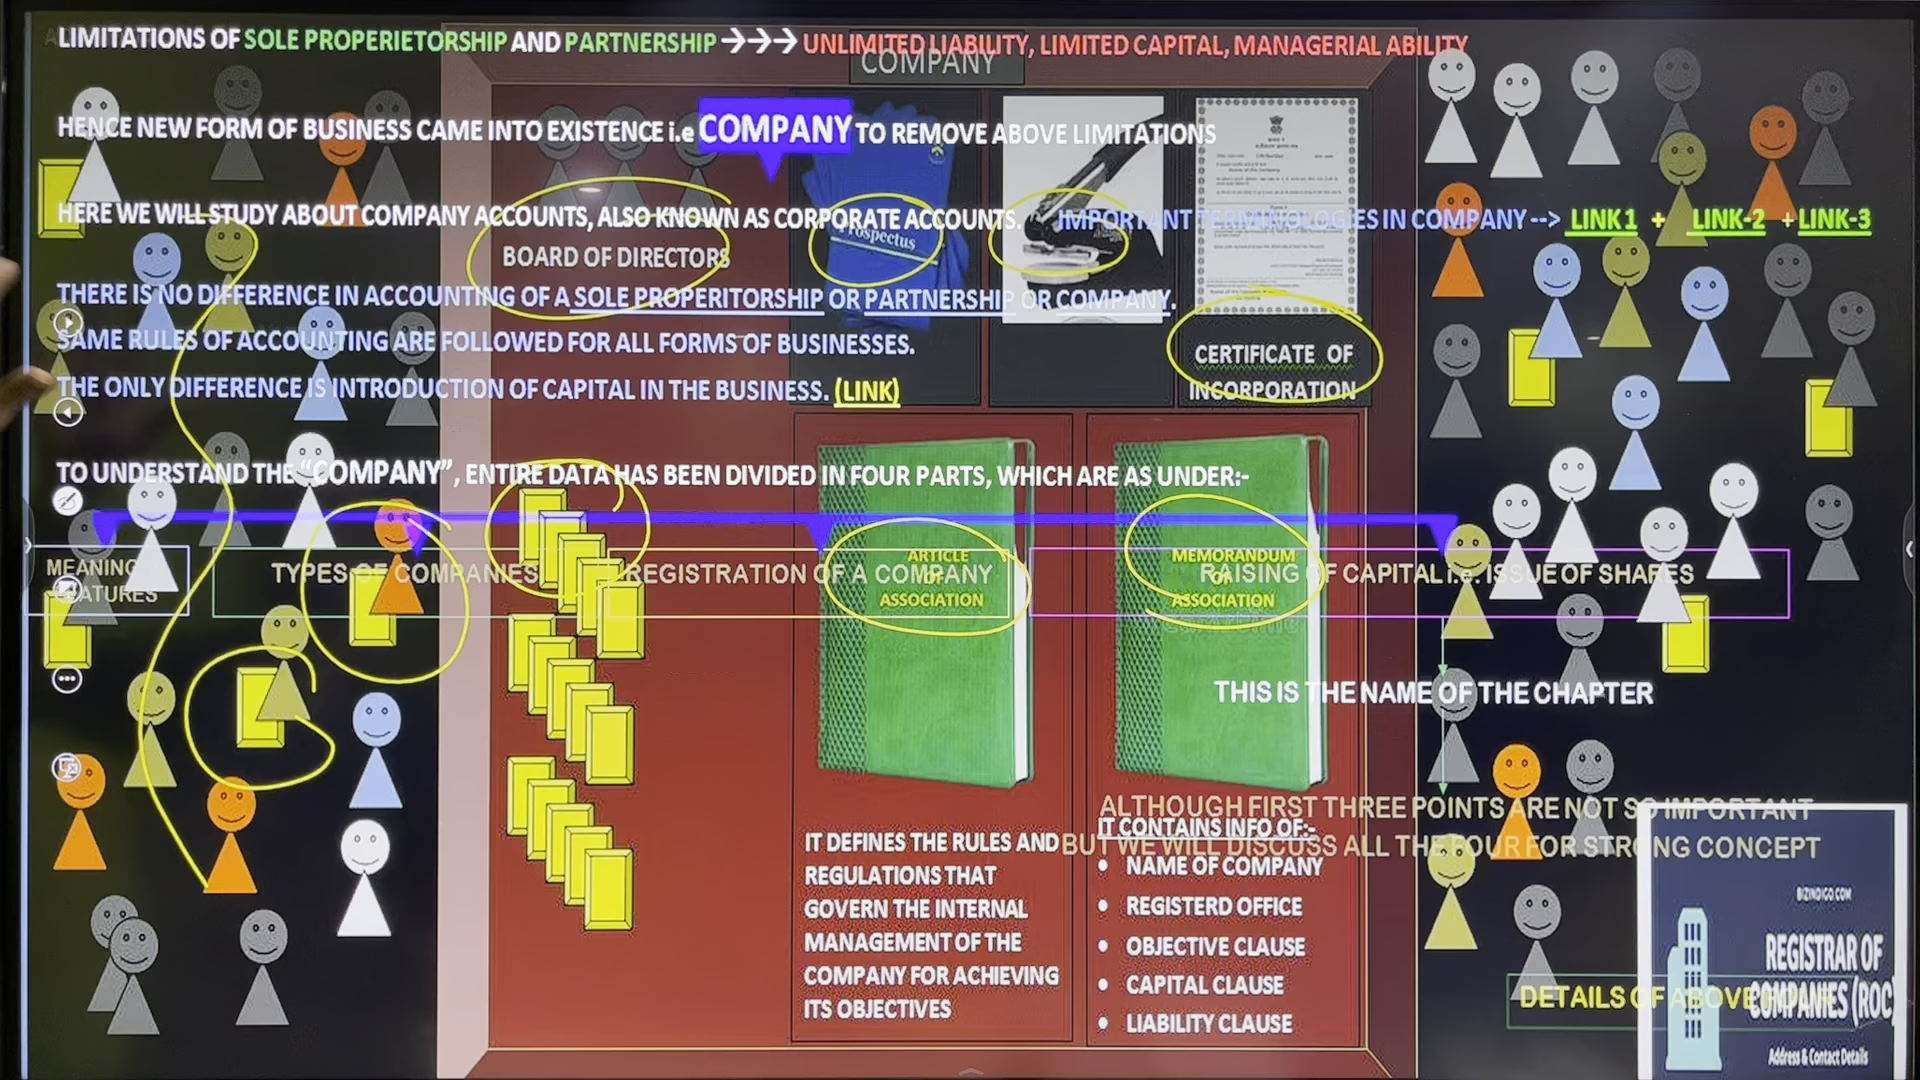 LIMITATIONS OF SOLE PROPERIETORSHIP AND PARTNERSHIP →→→ UNLIMITED LIABILITY, LIMITED CAPITAL, MANAGERIAL ABILITY
COMPANY
HENCE NEW FORM OF BUSINESS CAME INTO EXISTENCE i.e COMPANY TO REMOVE ABOVE LIMITATIONS
HERE WE WILL STUDY ABOUT COMPANY ACCOUNTS, ALSO KNOWN AS CORPORATE ACCOUNTS. IMPORTANT TERMINOLOGIES IN COMPANY --> LINK 1 + LINK-2 + LINK-3
Prospectus
BOARD OF DIRECTORS
THERE IS NO DIFFERENCE IN ACCOUNTING OF A SOLE PROPERITORSHIP OR PARTNERSHIP OR COMPANY.
SAME RULES OF ACCOUNTING ARE FOLLOWED FOR ALL FORMS OF BUSINESSES.
CERTIFICATE OF
INCORPORATION
THE ONLY DIFFERENCE IS INTRODUCTION OF CAPITAL IN THE BUSINESS. (LINK)
TO UNDERSTAND THE "COMPANY", ENTIRE DATA HAS BEEN DIVIDED IN FOUR PARTS, WHICH ARE AS UNDER:-
MEANING
TYPES OF COMPANIES
REGISTRATION OF A COMPANY
RAISING OF CAPITAL i.e. ISSUE OF SHARES
ARTICLE
OF
ASSOCIATION
MEMORANDUM
OF
ASSOCIATION
THIS IS THE NAME OF THE CHAPTER
ALTHOUGH FIRST THREE POINTS ARE NOT SO IMPORTANT
BUT WE WILL DISCUSS ALL THE FOUR FOR STRONG CONCEPT
IT DEFINES THE RULES AND
REGULATIONS THAT
GOVERN THE INTERNAL
MANAGEMENT OF THE
COMPANY FOR ACHIEVING
ITS OBJECTIVES
IT CONTAINS INFO OF:-
• NAME OF COMPANY
• REGISTERD OFFICE
• OBJECTIVE CLAUSE
• CAPITAL CLAUSE
• LIABILITY CLAUSE
DETAILS OF ABOVE
BIZINDIGO.COM
REGISTRAR OF
COMPANIES (ROC)
Address & Contact Details